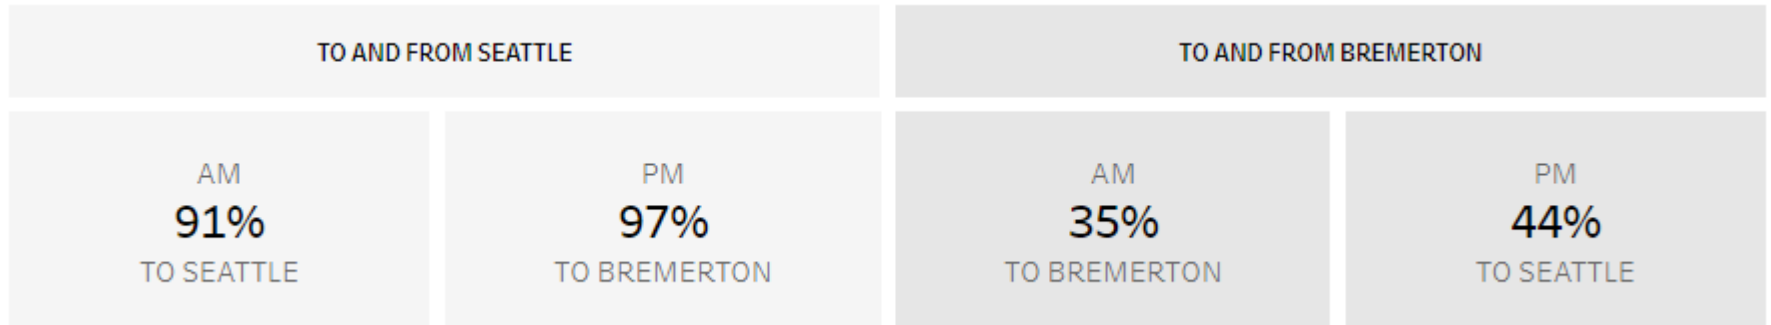 TO AND FROM SEATTLE
TO AND FROM BREMERTON
AM
91%
TO SEATTLE
PM
97%
TO BREMERTON
AM
35%
TO BREMERTON
PM
44%
TO SEATTLE